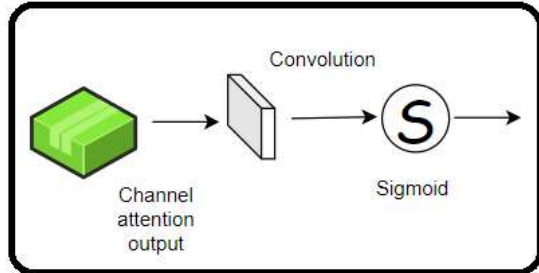 Convolution
S
Sigmoid
Channel
attention
output